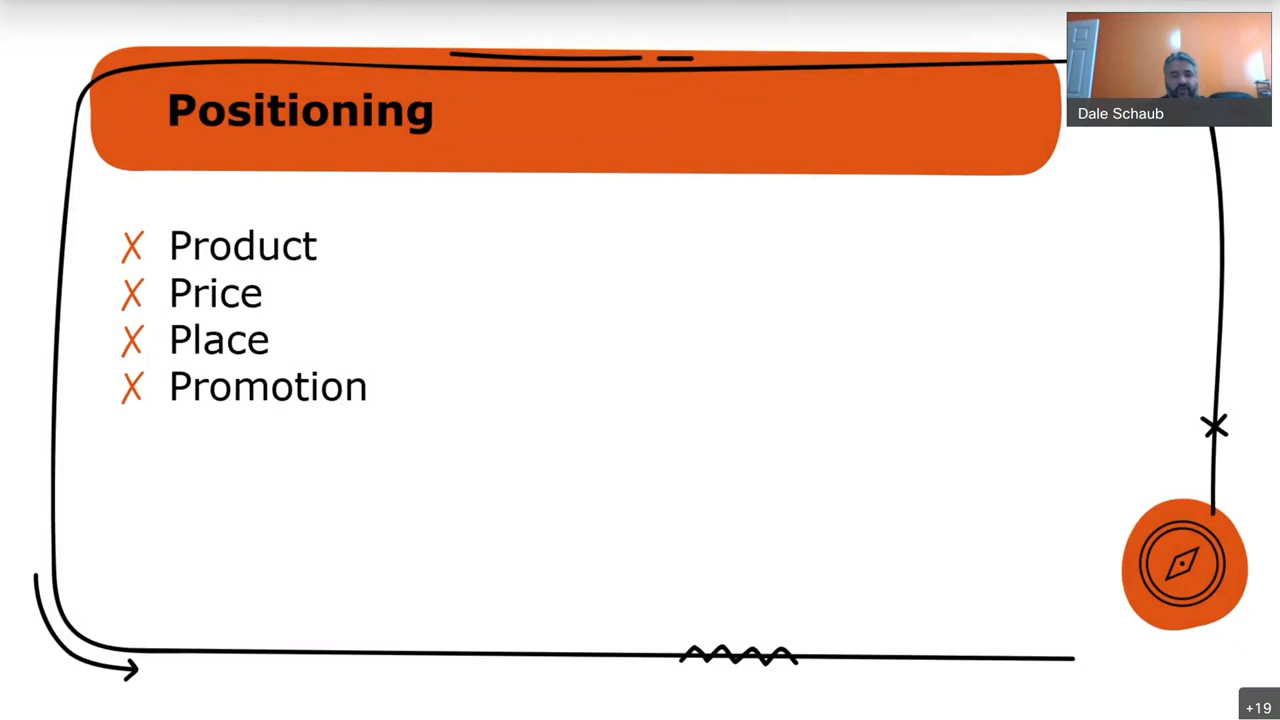 Positioning
Dale Schaub
X Product
X Price
X Place
X Promotion
+19